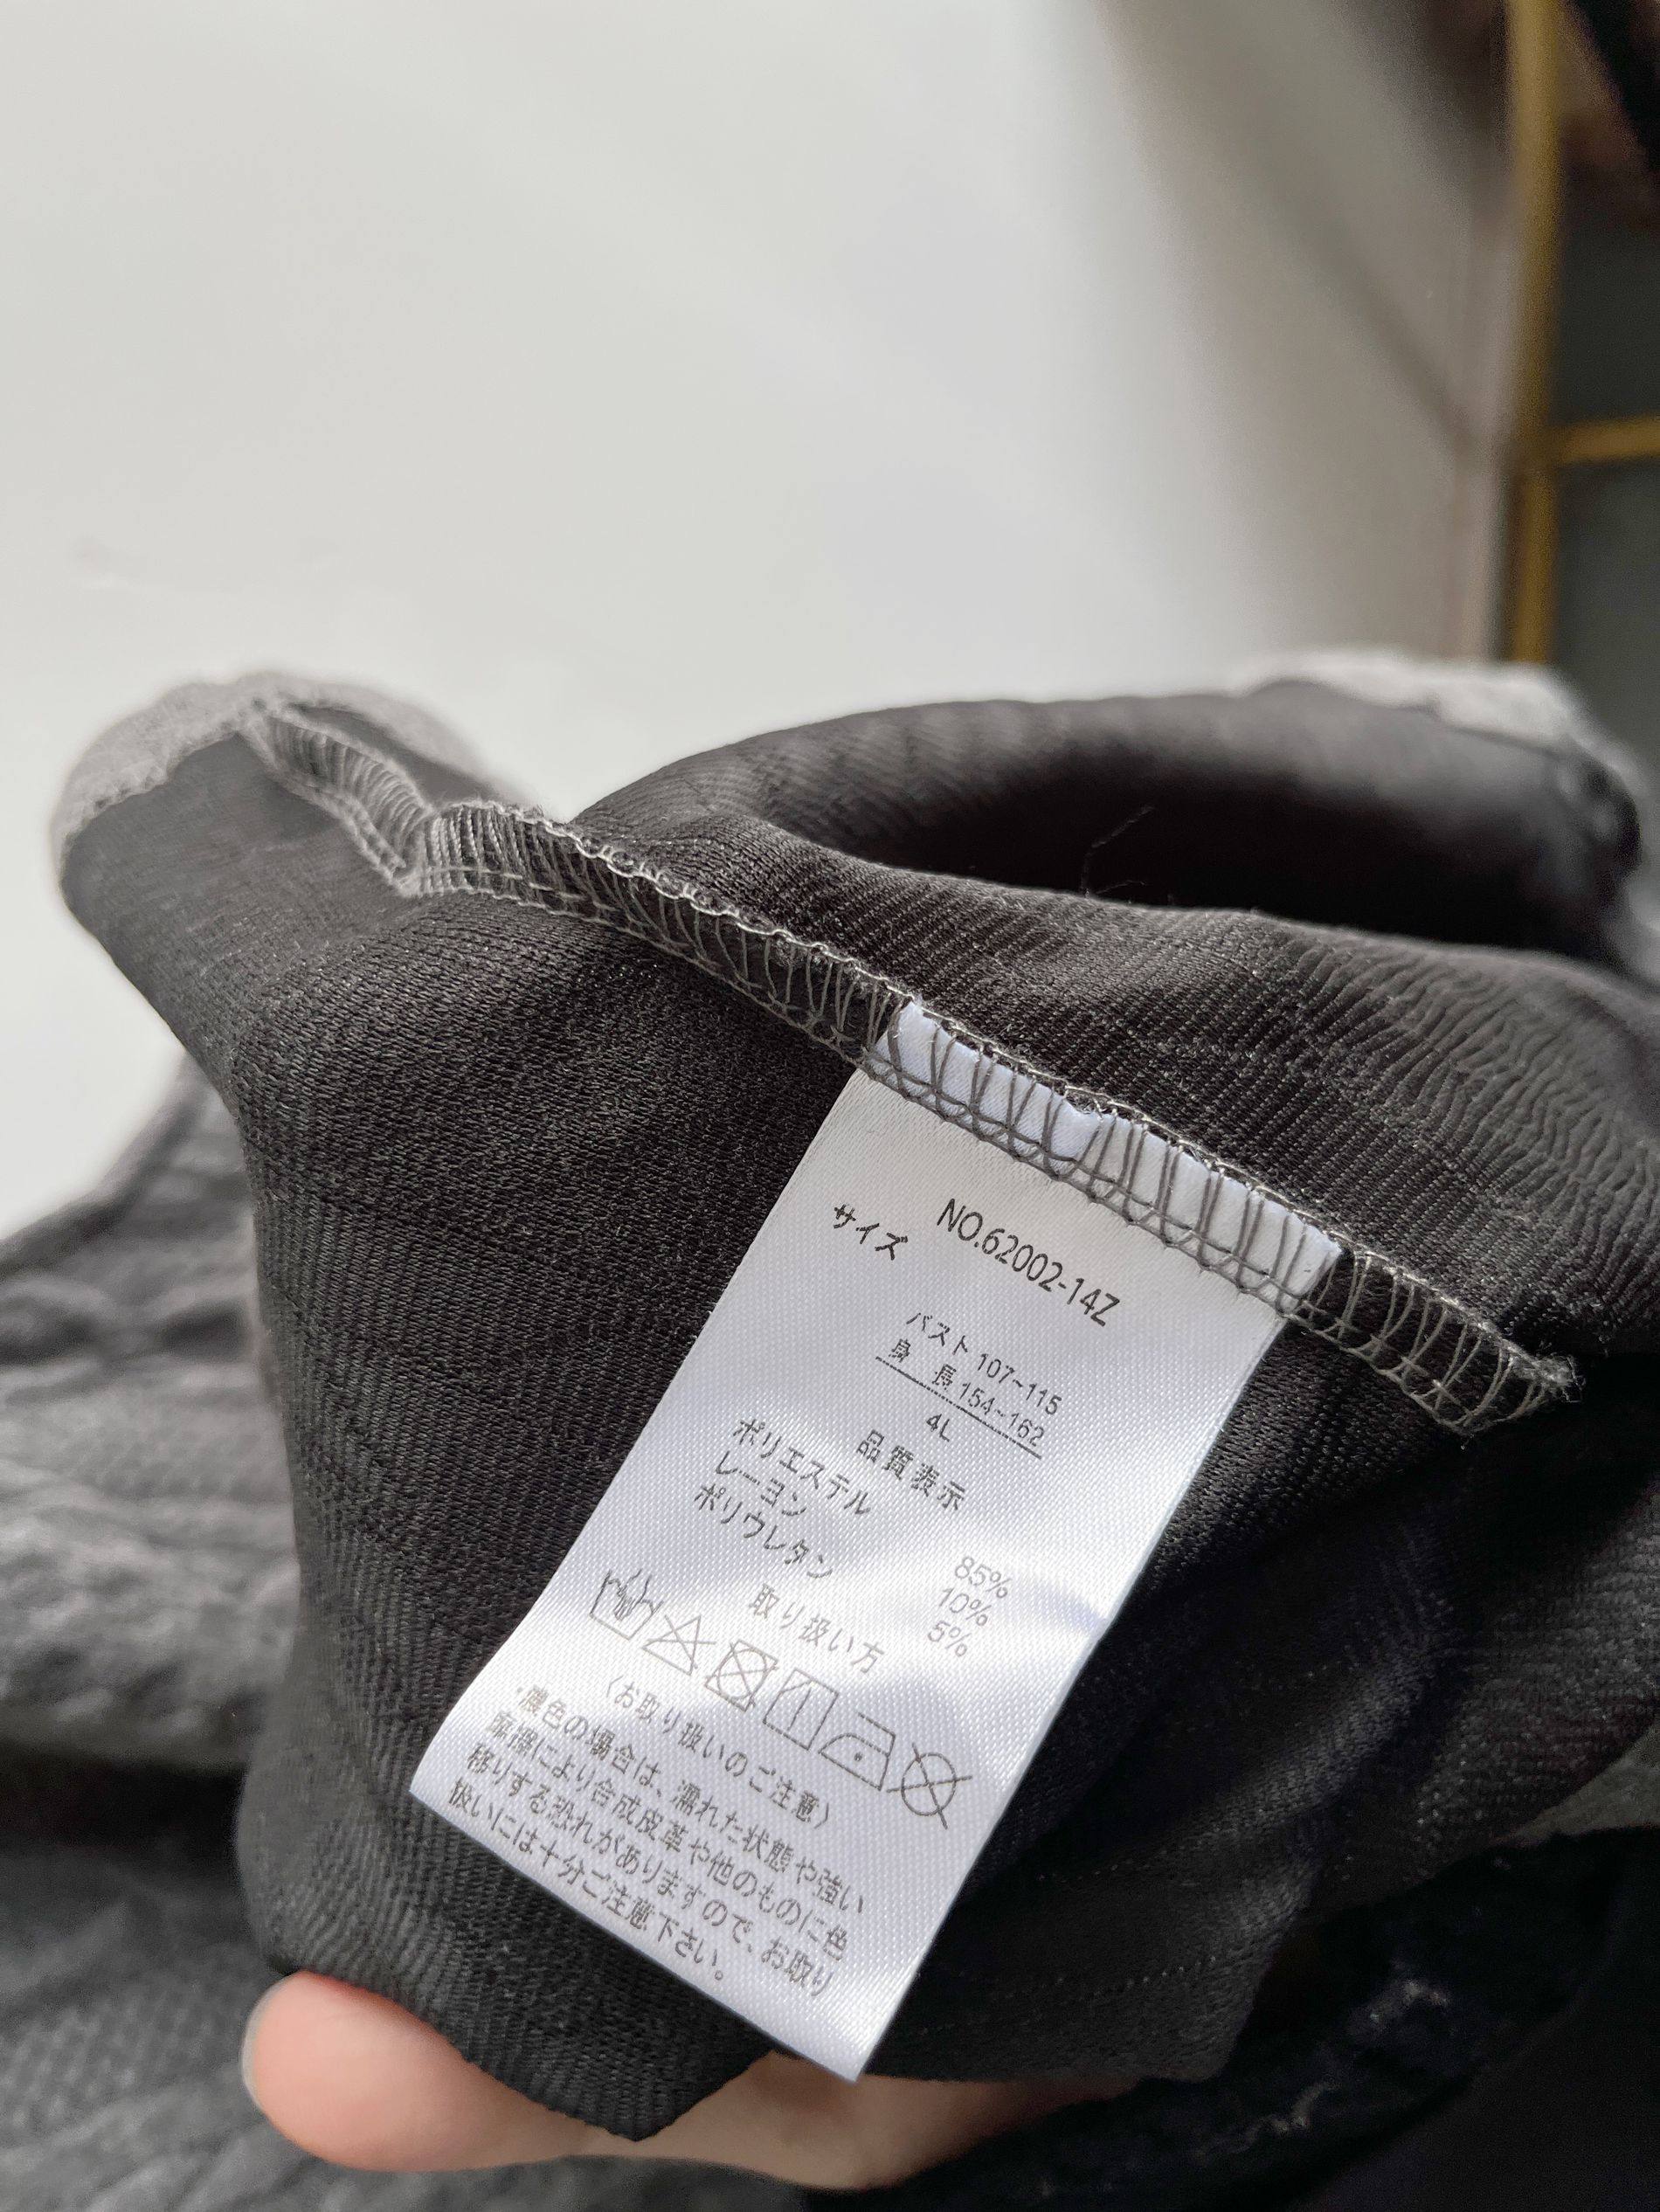 NO.62002-14Z
サイズ
バスト 107~115
身 長 154~162
4L
品質表示
ポリエステル 85%
レーヨン 10%
ポリウレタン 5%
取り扱い方
〈お取り扱いのご注意〉
・濃色の場合は、濡れた状態や強い
摩擦により合成皮革や他のものに色
移りする恐れがありますので、お取り
扱いには十分ご注意下さい。